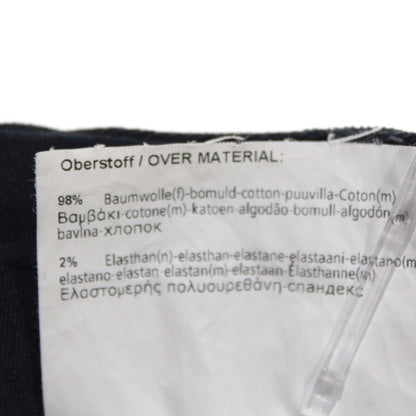 Oberstoff / OVER MATERIAL:
98% Baumwolle(f)-bomuld-cotton-puuvilla-Coton(m)
Βαμβάκι-cotone(m)-katoen-algodão-bomull-algodón(m)
bavlna-хлопок
2% Elasthan(n)-elasthan-elastane-elastaani-elastano(m)
elastano-elastan-elastan(m)-elastaan-Élasthanne(m)
Ελαστομερής πολυουρεθάνη-спандекс